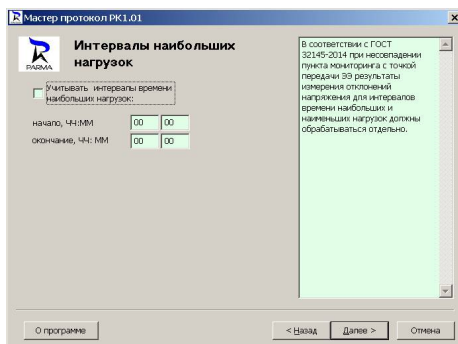 Мастер протокол РК1.01
PARMA
Интервалы наибольших
нагрузок
Учитывать интервалы времени
наибольших нагрузок:
начало, ЧЧ:ММ 00 00
окончание, ЧЧ: ММ 00 00
В соответствии с ГОСТ
32145-2014 при несовпадении
пункта мониторинга с точкой
передачи ЭЭ результаты
измерения отклонений
напряжения для интервалов
времени наибольших и
наименьших нагрузок должны
обрабатываться отдельно.
О программе
< Назад
Далее >
Отмена